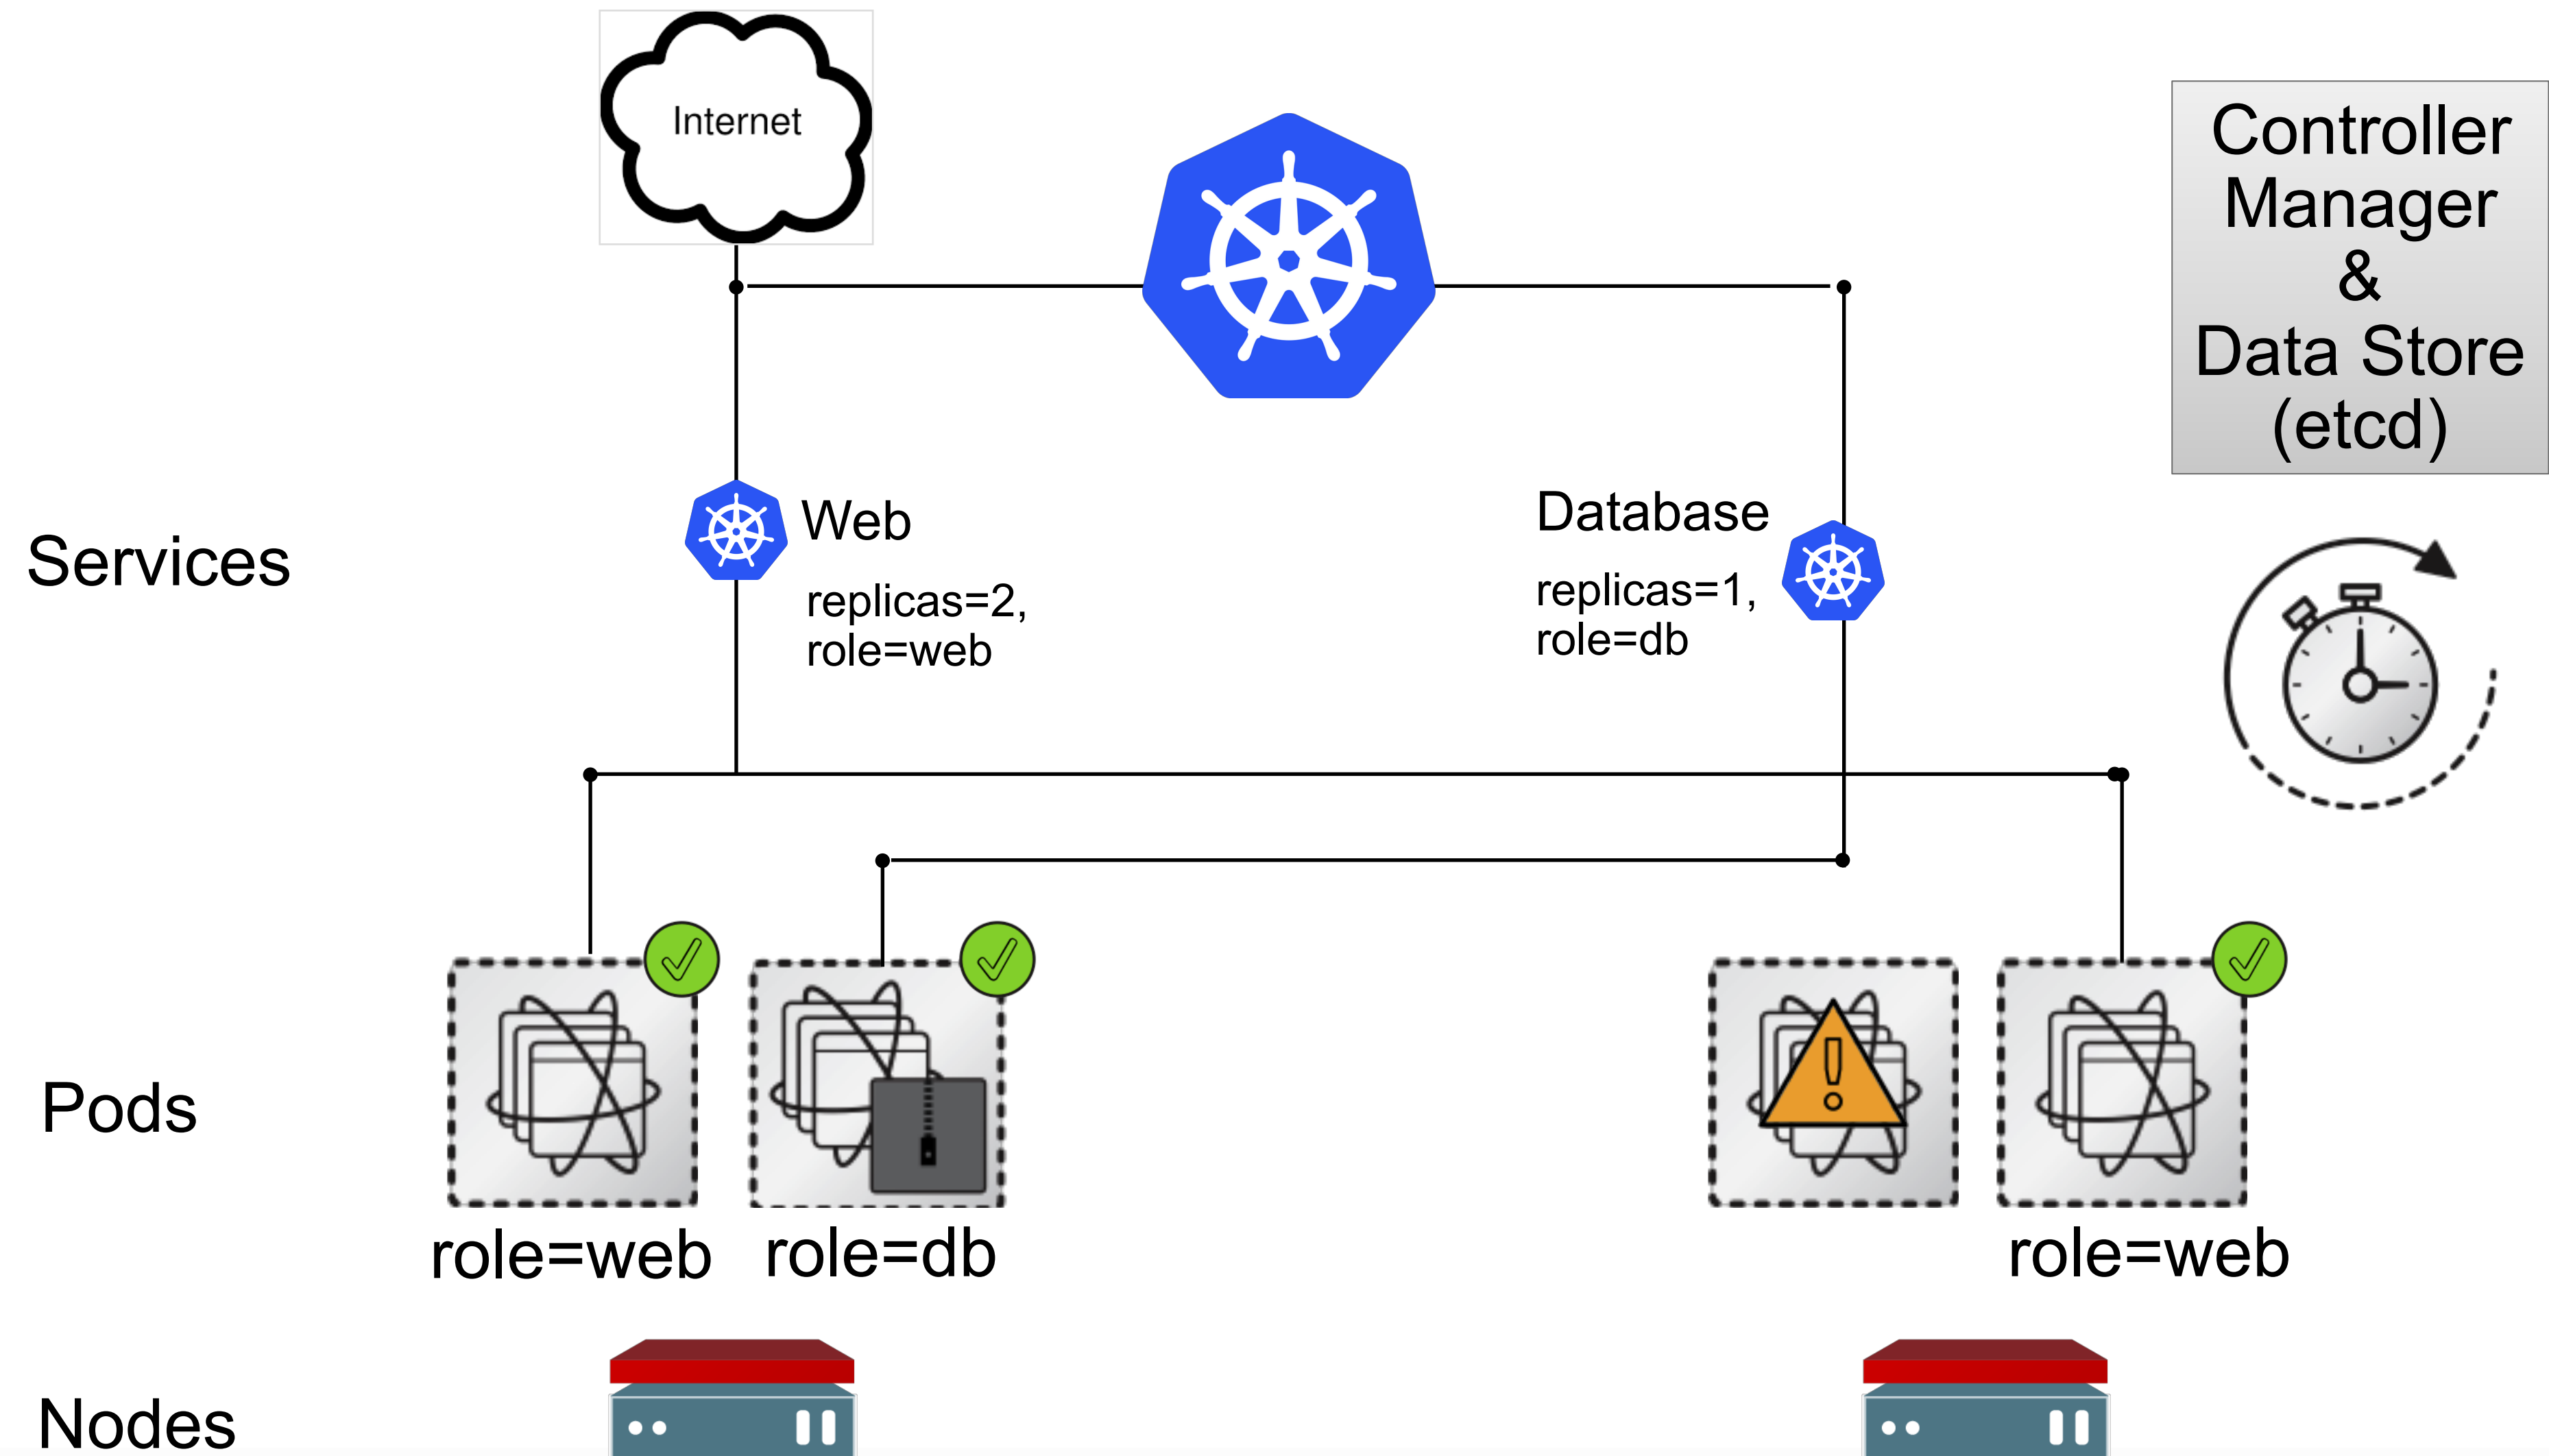 Internet
Controller
Manager
&
Data Store
(etcd)
Services
Web
replicas=2,
role=web
Database
replicas=1,
role=db
Pods
role=web
role=db
role=web
Nodes